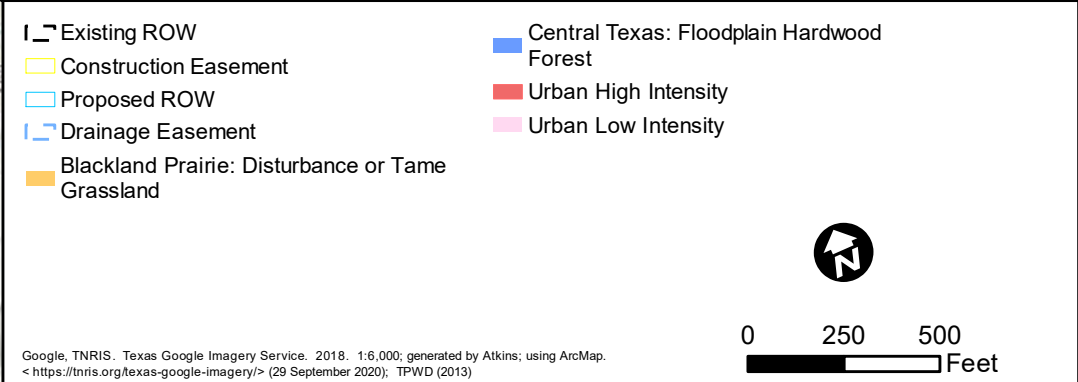 Existing ROW
Construction Easement
Proposed ROW
Drainage Easement
Blackland Prairie: Disturbance or Tame
Grassland
Central Texas: Floodplain Hardwood
Forest
Urban High Intensity
Urban Low Intensity
N
0 250 500
Feet
Google, TNRIS. Texas Google Imagery Service. 2018. 1:6,000; generated by Atkins; using ArcMap.
< https://tnris.org/texas-google-imagery/> (29 September 2020); TPWD (2013)